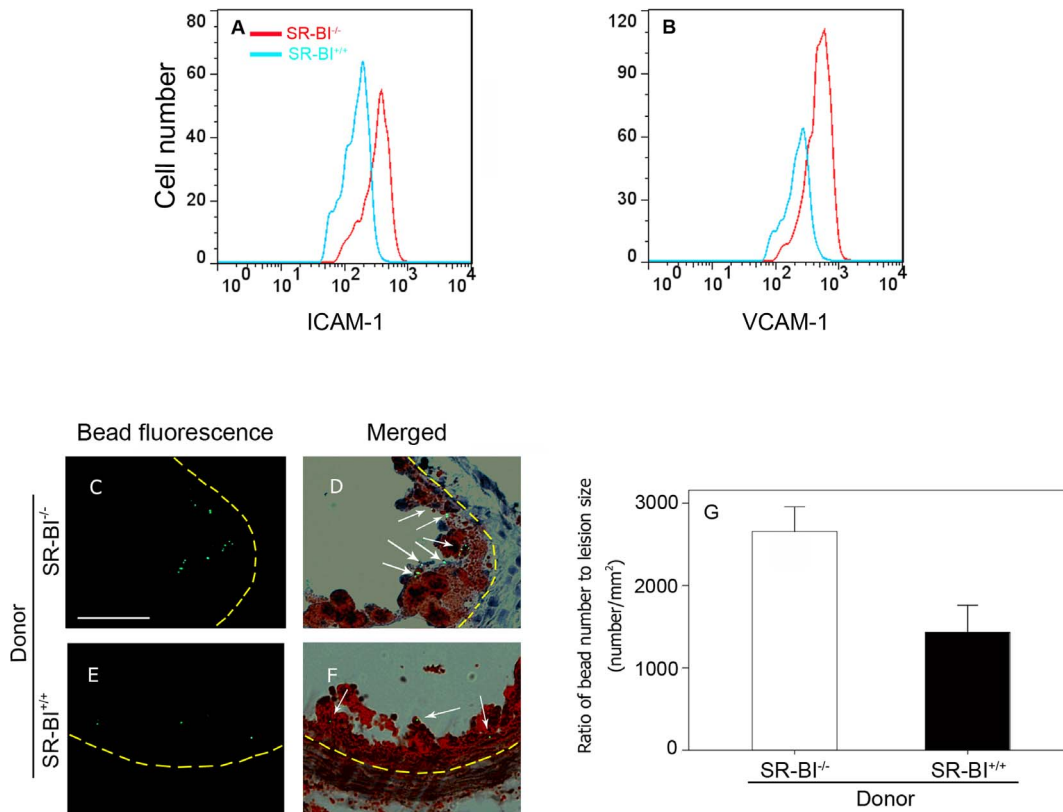 A
SR-BI-/-
SR-BI+/+
80
60
40
20
0
Cell number
10^0 10^1 10^2 10^3 10^4
ICAM-1
B
120
90
60
30
0
10^0 10^1 10^2 10^3 10^4
VCAM-1
Bead fluorescence Merged
Donor
SR-BI-/-
SR-BI+/+
C
D
E
F
G
Ratio of bead number to leision size
(number/mm²)
3000
2000
1000
0
SR-BI-/- SR-BI+/+
Donor